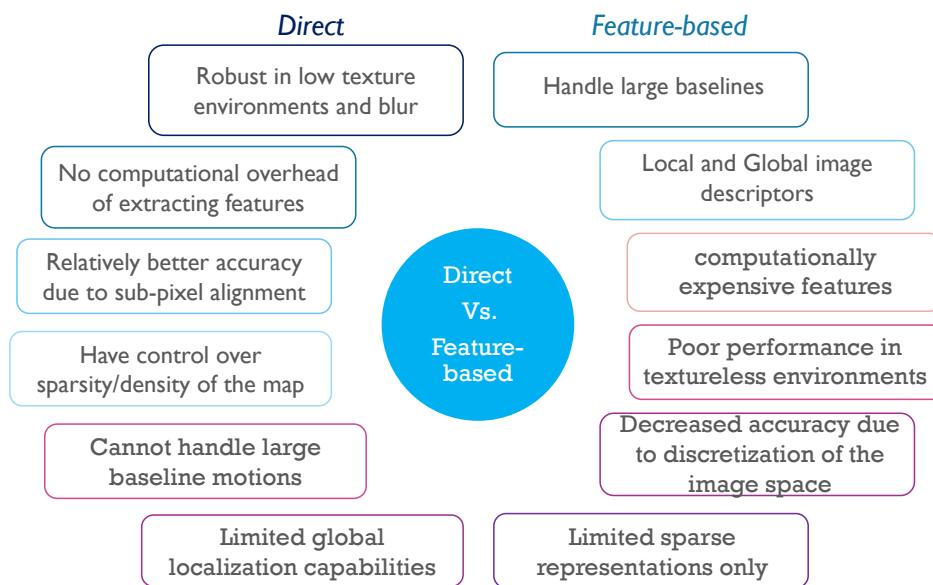 Direct
Feature-based
Robust in low texture
environments and blur
Handle large baselines
No computational overhead
of extracting features
Local and Global image
descriptors
Relatively better accuracy
due to sub-pixel alignment
computationally
expensive features
Direct
Vs.
Feature-
based
Have control over
sparsity/density of the map
Poor performance in
textureless environments
Cannot handle large
baseline motions
Decreased accuracy due
to discretization of the
image space
Limited global
localization capabilities
Limited sparse
representations only